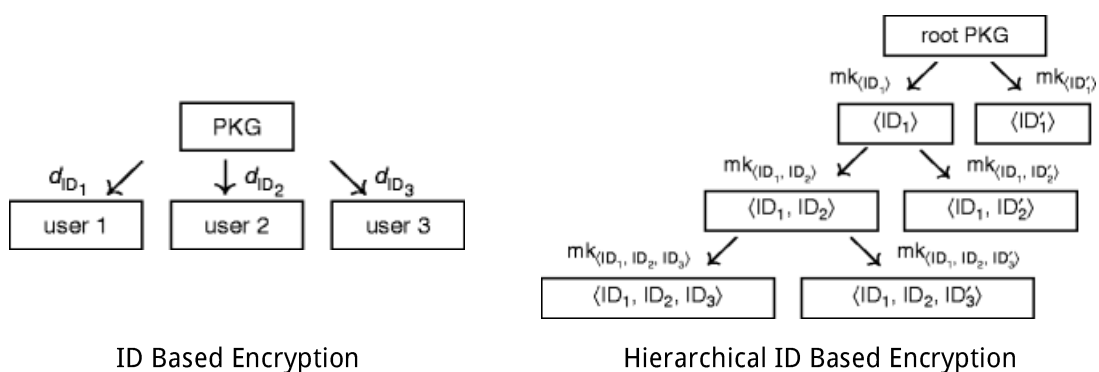 PKG
d_ID₁
d_ID₂
d_ID₃
user 1
user 2
user 3
ID Based Encryption
root PKG
mk⟨ID₁⟩
mk⟨ID′₁⟩
⟨ID₁⟩
⟨ID′₁⟩
mk⟨ID₁, ID₂⟩
mk⟨ID₁, ID′₂⟩
⟨ID₁, ID₂⟩
⟨ID₁, ID′₂⟩
mk⟨ID₁, ID₂, ID₃⟩
mk⟨ID₁, ID₂, ID′₃⟩
⟨ID₁, ID₂, ID₃⟩
⟨ID₁, ID₂, ID′₃⟩
Hierarchical ID Based Encryption